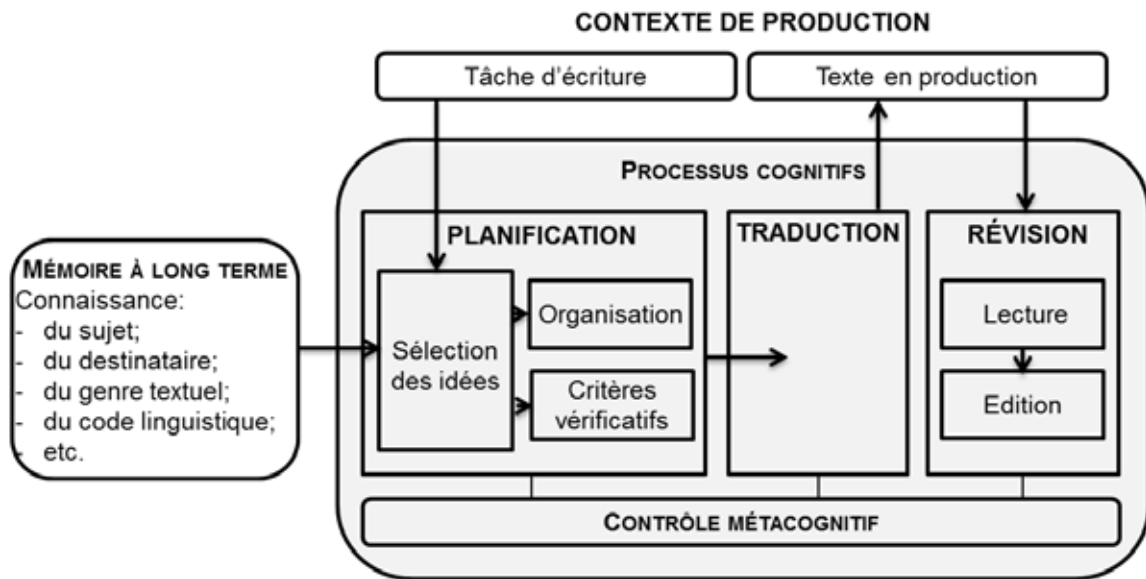 CONTEXTE DE PRODUCTION
Tâche d'écriture
Texte en production
PROCESSUS COGNITIFS
MÉMOIRE À LONG TERME
Connaissance:
- du sujet;
- du destinataire;
- du genre textuel;
- du code linguistique;
- etc.
PLANIFICATION
Sélection
des idées
Organisation
Critères
vérificatifs
TRADUCTION
RÉVISION
Lecture
Edition
CONTRÔLE MÉTACOGNITIF